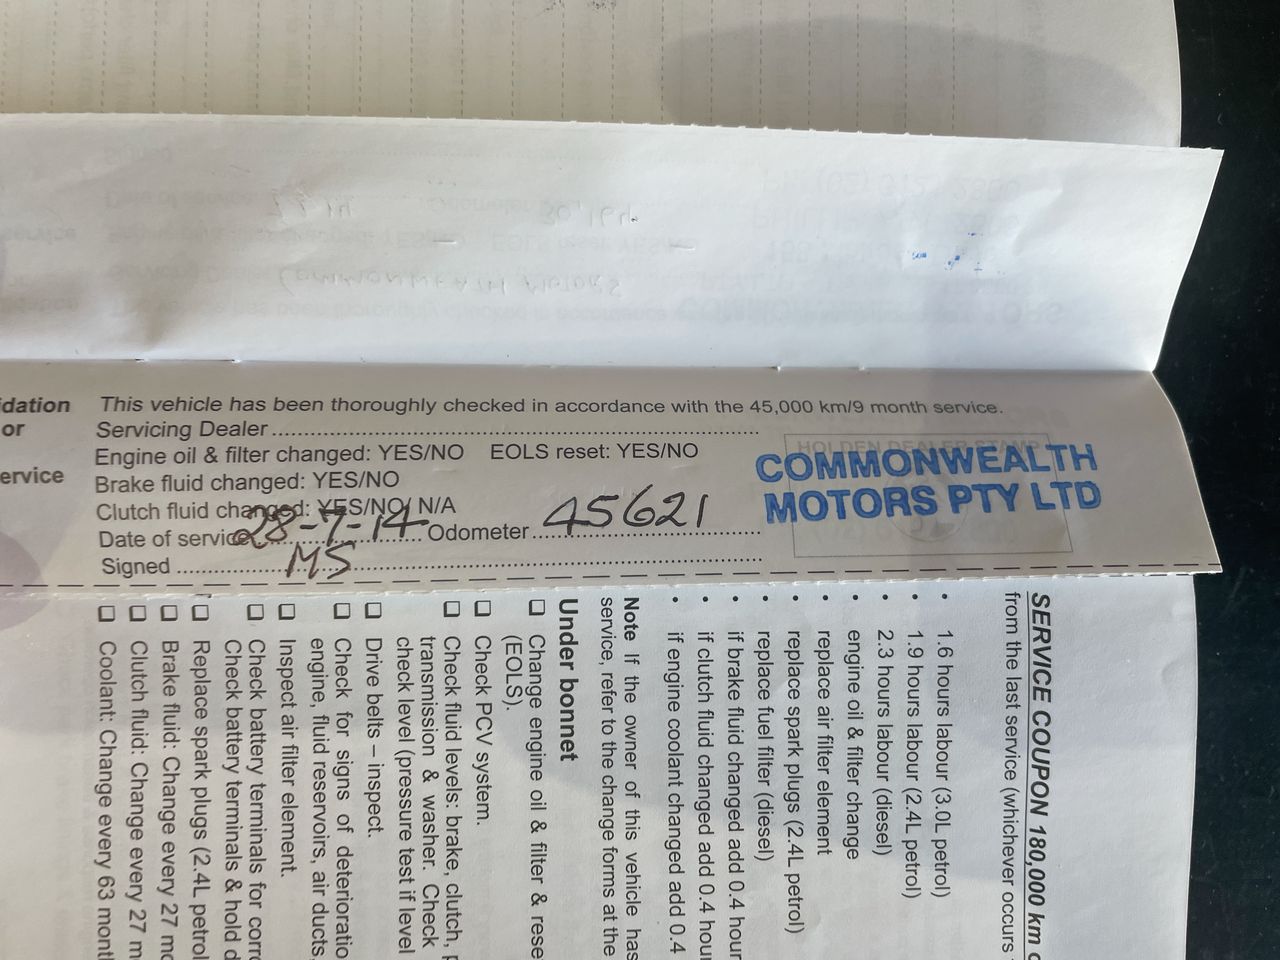 idation
or
ervice
This vehicle has been thoroughly checked in accordance with the 45,000 km/9 month service.
Servicing Dealer
Engine oil & filter changed: YES/NO EOLS reset: YES/NO
Brake fluid changed: YES/NO
Clutch fluid changed: YES/NO/ N/A
Date of service 28-7-14 Odometer 45621
Signed MS
HOLDEN DEALER STAMP
COMMONWEALTH
MOTORS PTY LTD
SERVICE COUPON 180,000 km
from the last service (whichever occurs
• 1.6 hours labour (3.0L petrol)
• 1.9 hours labour (2.4L petrol)
• 2.3 hours labour (diesel)
• engine oil & filter change
• replace air filter element
• replace spark plugs (2.4L petrol)
• replace fuel filter (diesel)
• if brake fluid changed add 0.4 hour
• if clutch fluid changed add 0.4 hour
• if engine coolant changed add 0.4
Note If the owner of this vehicle has
service, refer to the change forms at the
Under bonnet
☐ Change engine oil & filter & rese
(EOLS).
☐ Check PCV system.
☐ Check fluid levels: brake, clutch, p
transmission & washer. Check
check level (pressure test if level
☐ Drive belts – inspect.
☐ Check for signs of deterioratio
engine, fluid reservoirs, air ducts,
☐ Inspect air filter element.
☐ Check battery terminals for corro
Check battery terminals & hold d
☐ Replace spark plugs (2.4L petrol
☐ Brake fluid: Change every 27 mo
☐ Clutch fluid: Change every 27 m
☐ Coolant: Change every 63 month